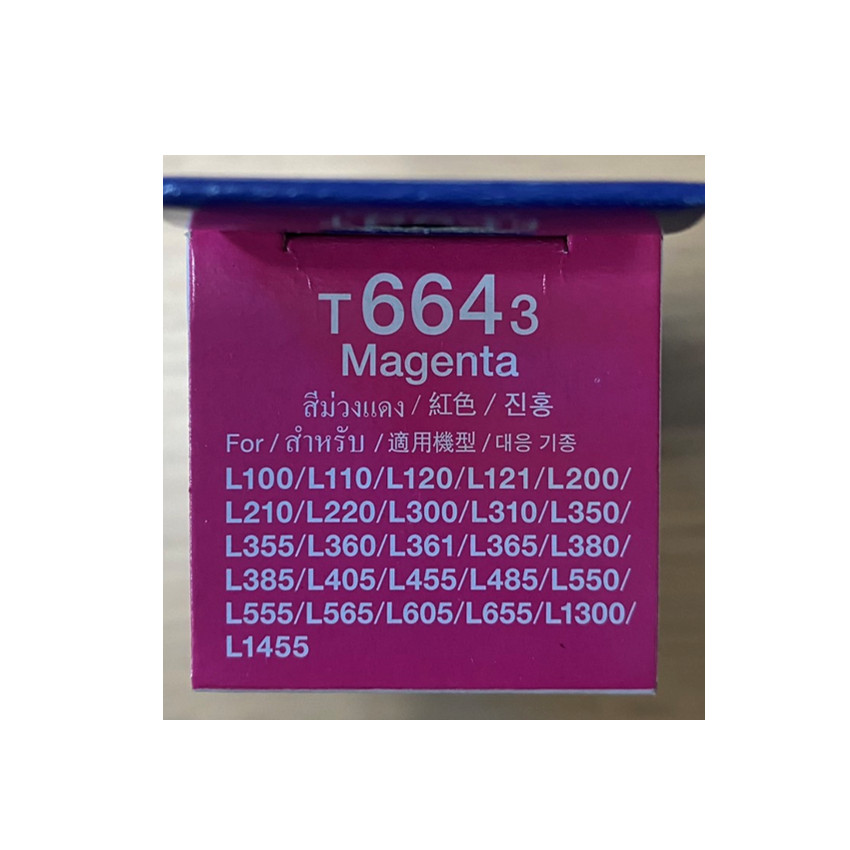 T6643
Magenta
สีม่วงแดง / 紅色 / 진홍
For / สำหรับ / 適用機型 / 대응 기종
L100/L110/L120/L121/L200/
L210/L220/L300/L310/L350/
L355/L360/L361/L365/L380/
L385/L405/L455/L485/L550/
L555/L565/L605/L655/L1300/
L1455